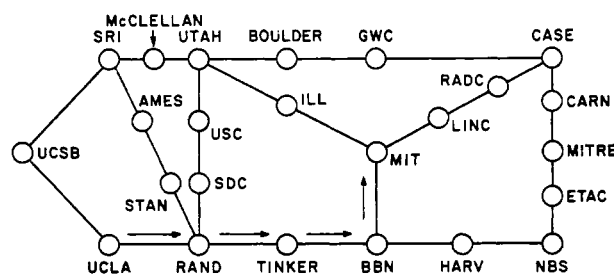 McCLELLAN
SRI
UTAH
BOULDER
GWC
CASE
RADC
AMES
ILL
CARN
USC
LINC
UCSB
MIT
MITRE
SDC
STAN
ETAC
UCLA
RAND
TINKER
BBN
HARV
NBS